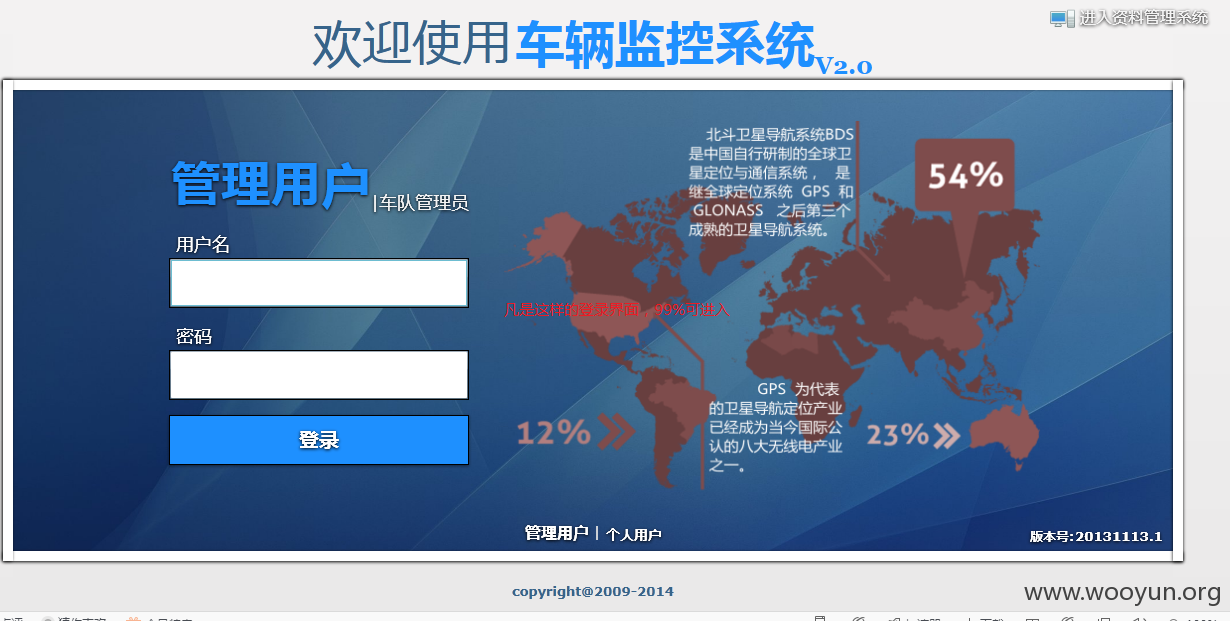 进入资料管理系统
欢迎使用车辆监控系统V2.0
管理用户|车队管理员
用户名
密码
登录
北斗卫星导航系统BDS
是中国自行研制的全球卫
星定位与通信系统， 是
继全球定位系统 GPS 和
GLONASS 之后第三个
成熟的卫星导航系统。
54%
凡是这样的登录界面，99%可进入
GPS 为代表
的卫星导航定位产业
已经成为当今国际公
认的八大无线电产业
之一。
12%
23%
管理用户 | 个人用户
版本号:20131113.1
copyright@2009-2014
www.wooyun.org